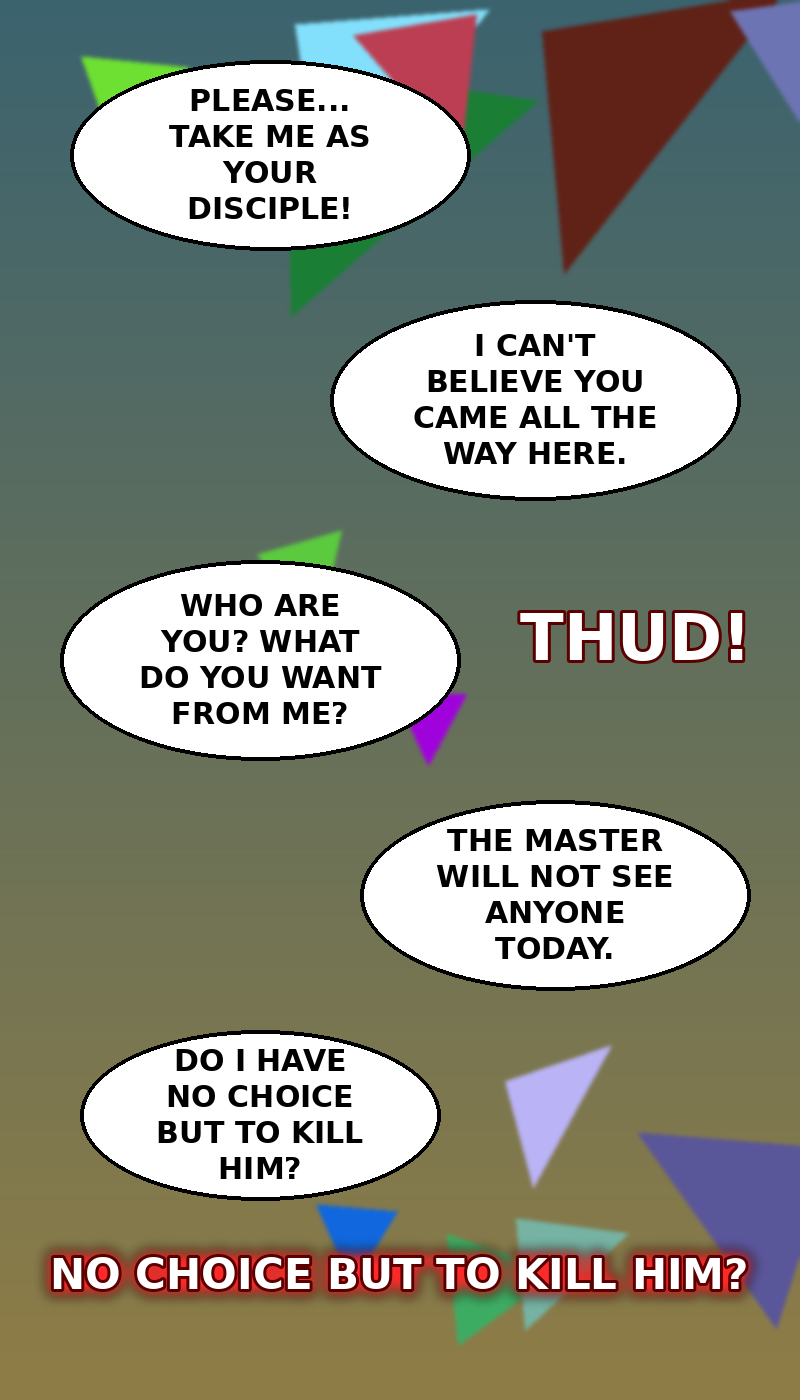 PLEASE...
TAKE ME AS
YOUR
DISCIPLE!
I CAN'T
BELIEVE YOU
CAME ALL THE
WAY HERE.
WHO ARE
YOU? WHAT
DO YOU WANT
FROM ME?
THUD!
THE MASTER
WILL NOT SEE
ANYONE
TODAY.
DO I HAVE
NO CHOICE
BUT TO KILL
HIM?
NO CHOICE BUT TO KILL HIM?